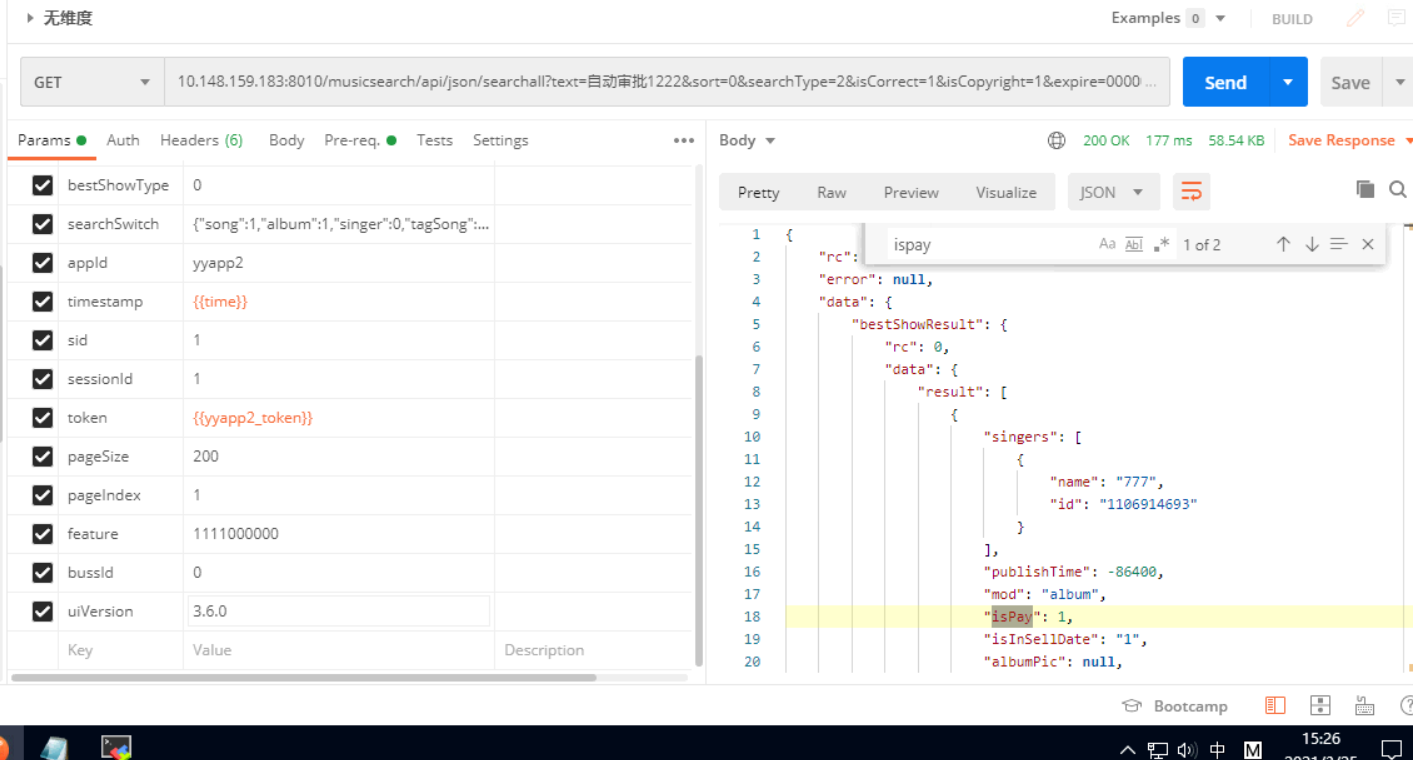 无维度
Examples 0 BUILD
GET 10.148.159.183:8010/musicsearch/api/json/searchall?text=自动审批1222&sort=0&searchType=2&isCorrect=1&isCopyright=1&expire=0000 ... Send Save
Params Auth Headers (6) Body Pre-req. Tests Settings
bestShowType 0
searchSwitch {"song":1,"album":1,"singer":0,"tagSong":...
appId yyapp2
timestamp {{time}}
sid 1
sessionId 1
token {{yyapp2_token}}
pageSize 200
pageIndex 1
feature 1111000000
bussId 0
uiVersion 3.6.0
Key Value Description
Body 200 OK 177 ms 58.54 KB Save Response
Pretty Raw Preview Visualize JSON
ispay Aa Abl .* 1 of 2
1 {
2 "rc":
3 "error": null,
4 "data": {
5 "bestShowResult": {
6 "rc": 0,
7 "data": {
8 "result": [
9 {
10 "singers": [
11 {
12 "name": "777",
13 "id": "1106914693"
14 }
15 ],
16 "publishTime": -86400,
17 "mod": "album",
18 "isPay": 1,
19 "isInSellDate": "1",
20 "albumPic": null,
Bootcamp
中 M 15:26